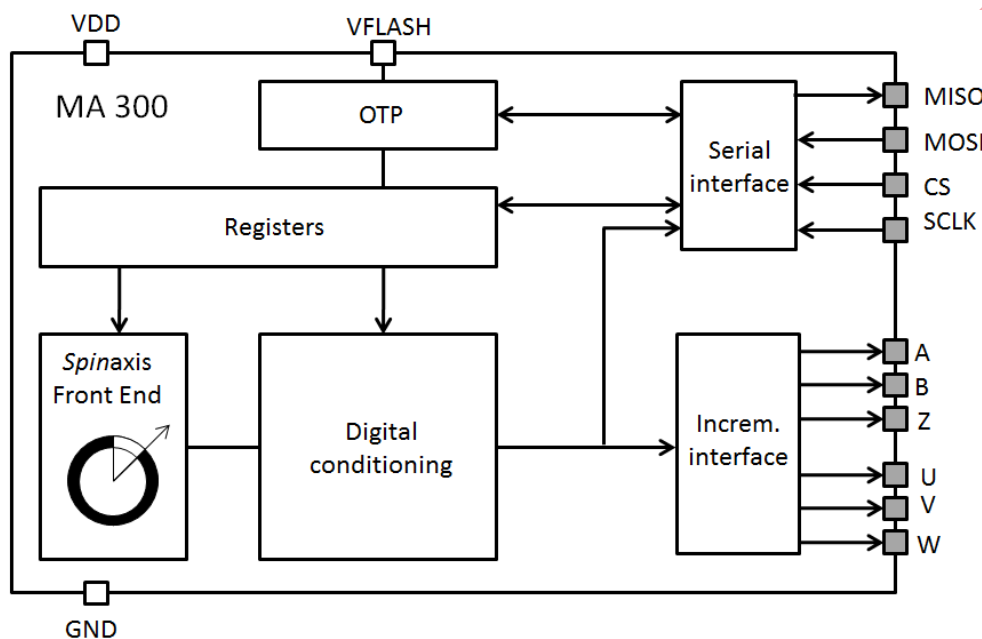 VDD
VFLASH
MA 300
OTP
Serial
interface
MISO
MOSI
CS
SCLK
Registers
Spinaxis
Front End
Digital
conditioning
Increm.
interface
A
B
Z
U
V
W
GND